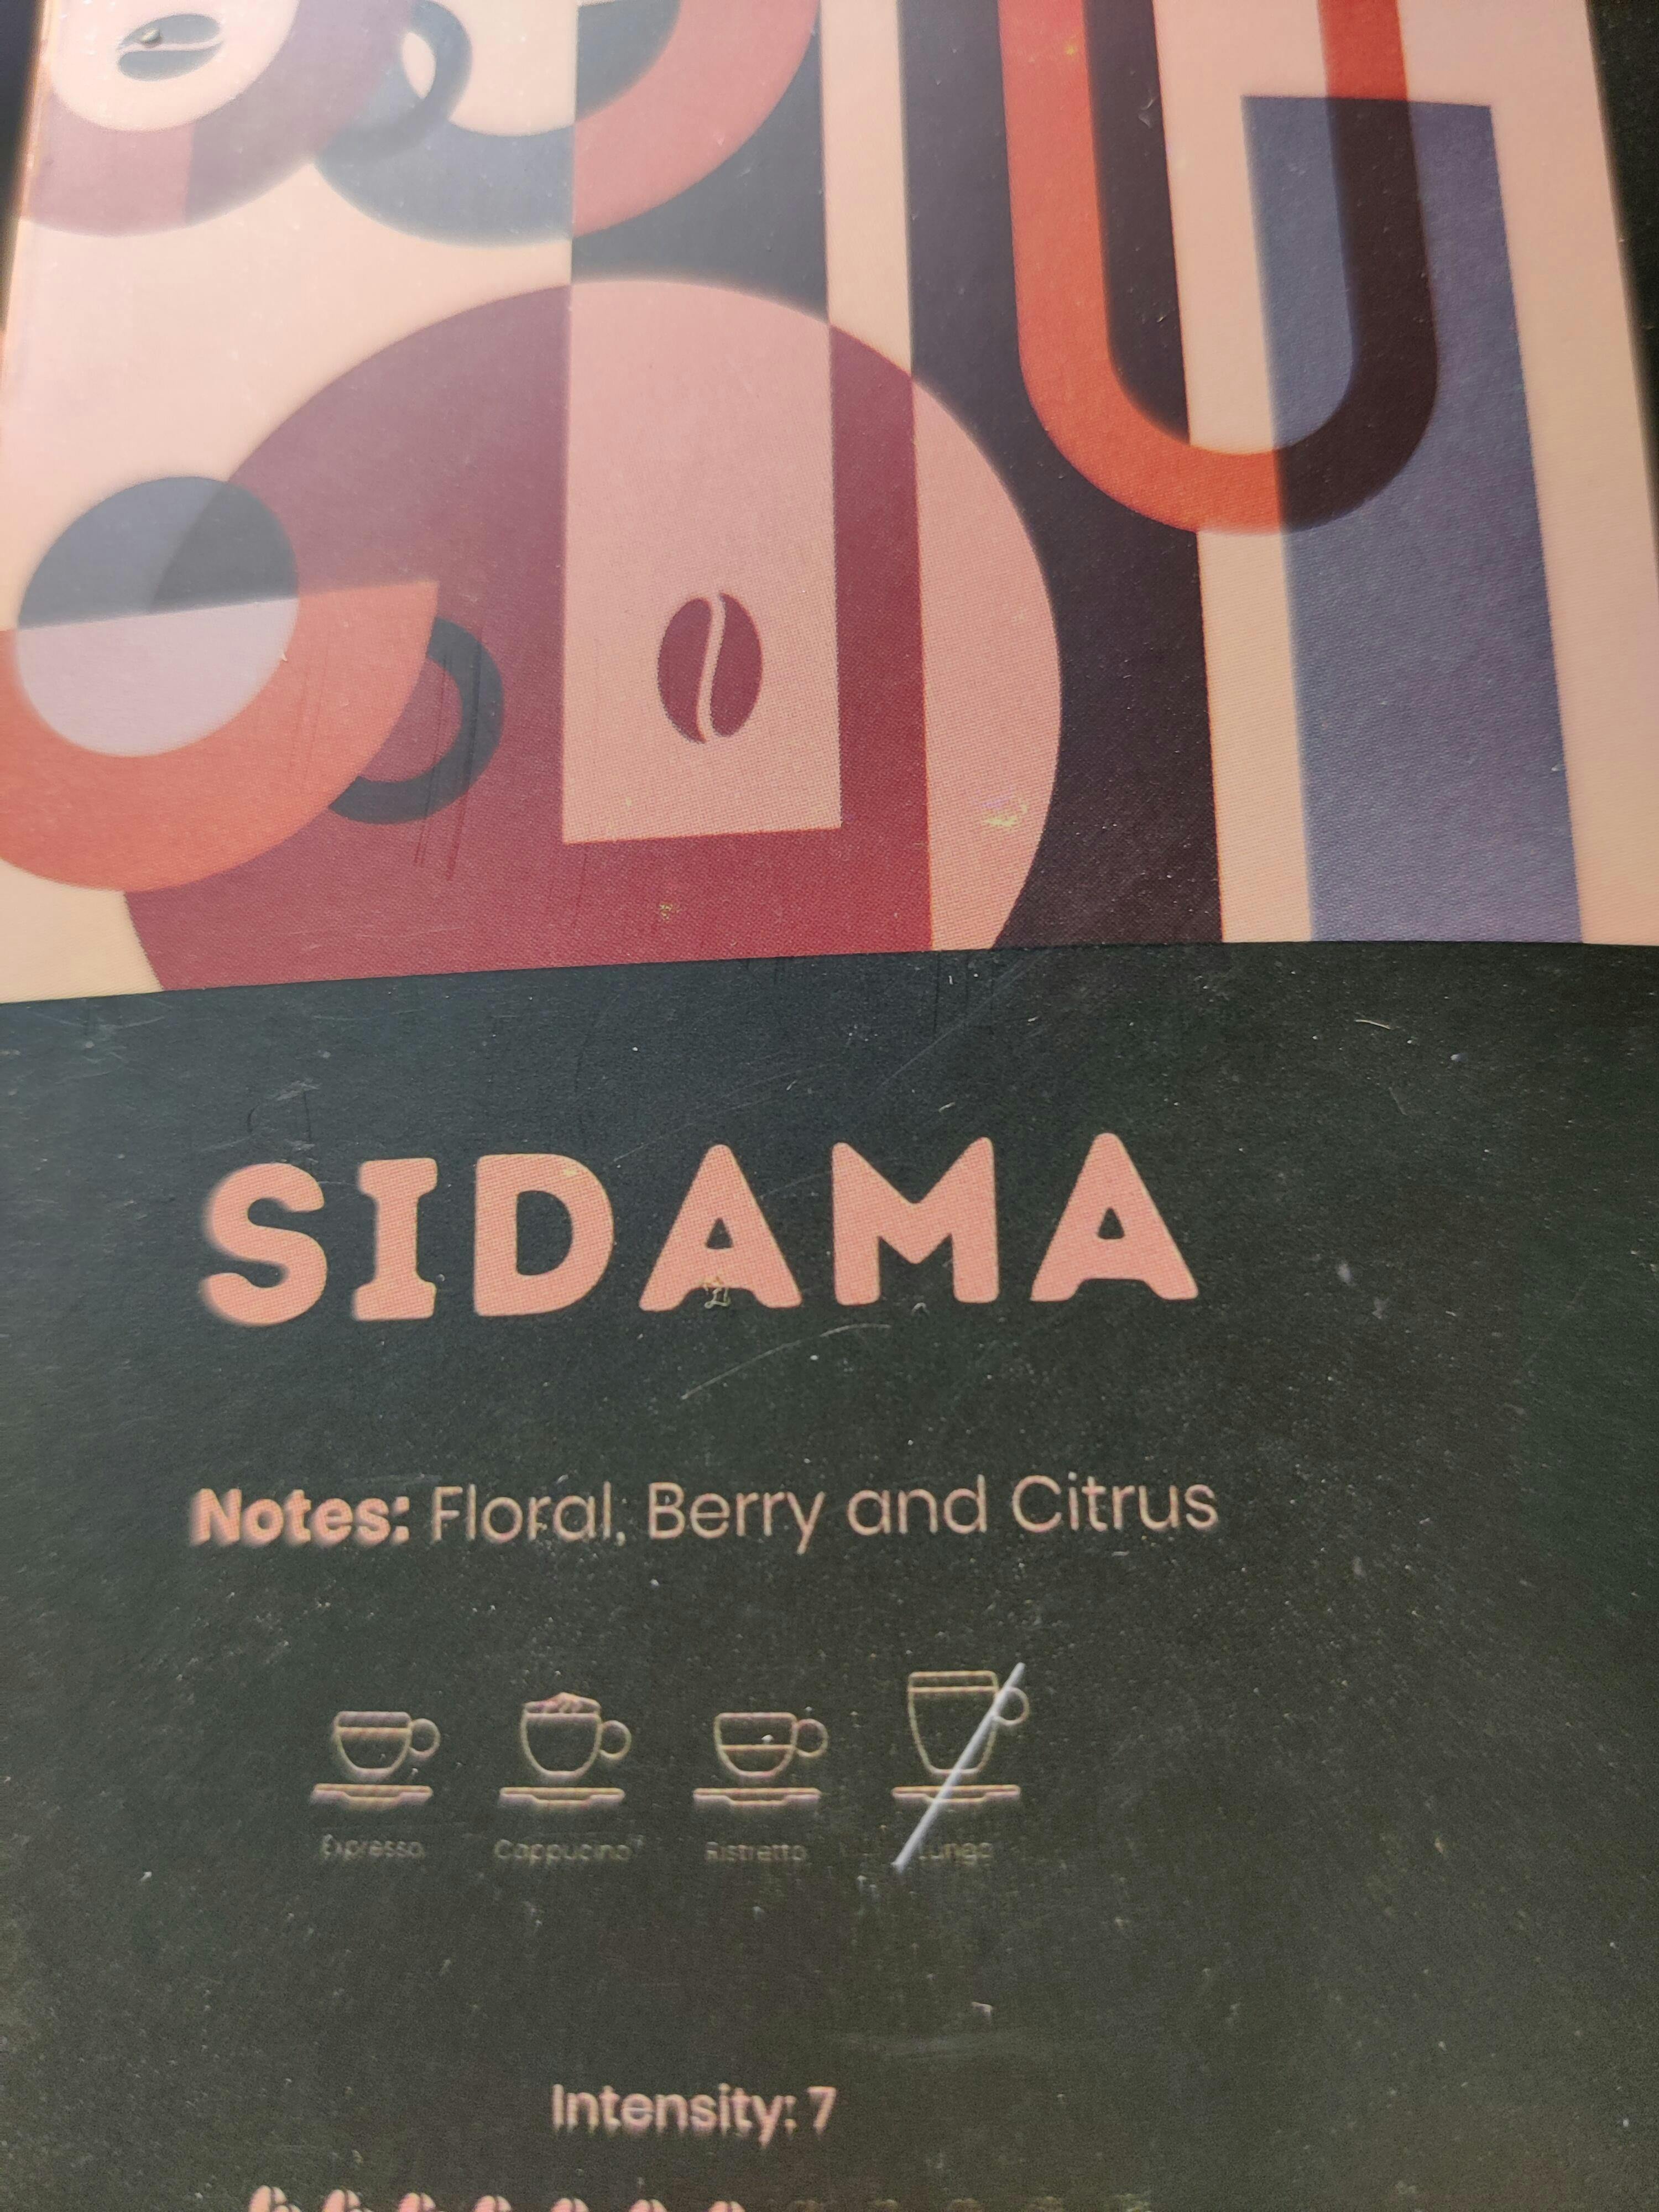 SIDAMA
Notes: Floral, Berry and Citrus
Expresso Cappucino Ristretto Lungo
Intensity: 7